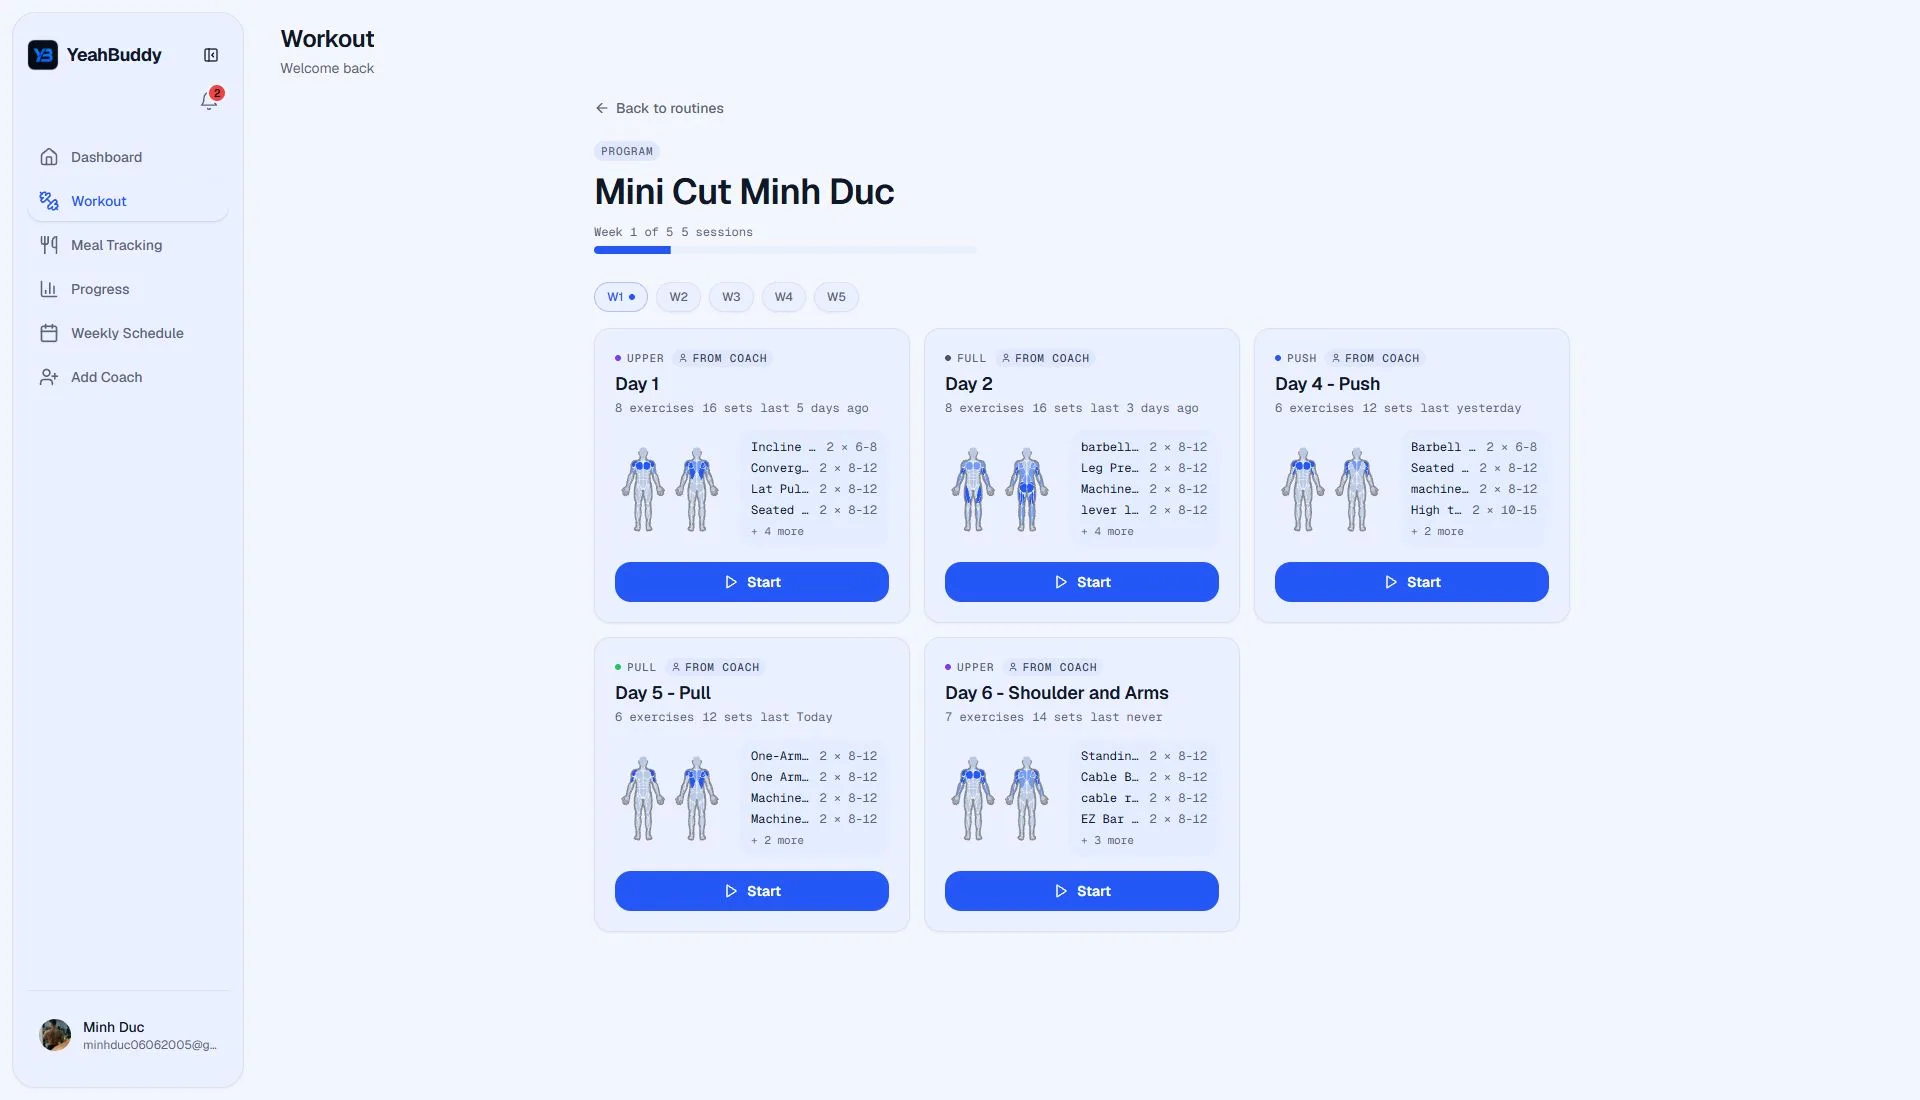 YeahBuddy
2
Dashboard
Workout
Meal Tracking
Progress
Weekly Schedule
Add Coach
Minh Duc
minhduc06062005@g…
Workout
Welcome back
Back to routines
PROGRAM
Mini Cut Minh Duc
Week 1 of 5 5 sessions
W1 W2 W3 W4 W5
UPPER FROM COACH
Day 1
8 exercises 16 sets last 5 days ago
Incline … 2 × 6-8
Converg… 2 × 8-12
Lat Pul… 2 × 8-12
Seated … 2 × 8-12
+ 4 more
Start
FULL FROM COACH
Day 2
8 exercises 16 sets last 3 days ago
barbell… 2 × 8-12
Leg Pre… 2 × 8-12
Machine… 2 × 8-12
lever l… 2 × 8-12
+ 4 more
Start
PUSH FROM COACH
Day 4 - Push
6 exercises 12 sets last yesterday
Barbell … 2 × 6-8
Seated … 2 × 8-12
machine… 2 × 8-12
High t… 2 × 10-15
+ 2 more
Start
PULL FROM COACH
Day 5 - Pull
6 exercises 12 sets last Today
One-Arm… 2 × 8-12
One Arm… 2 × 8-12
Machine… 2 × 8-12
Machine… 2 × 8-12
+ 2 more
Start
UPPER FROM COACH
Day 6 - Shoulder and Arms
7 exercises 14 sets last never
Standin… 2 × 8-12
Cable B… 2 × 8-12
cable r… 2 × 8-12
EZ Bar … 2 × 8-12
+ 3 more
Start